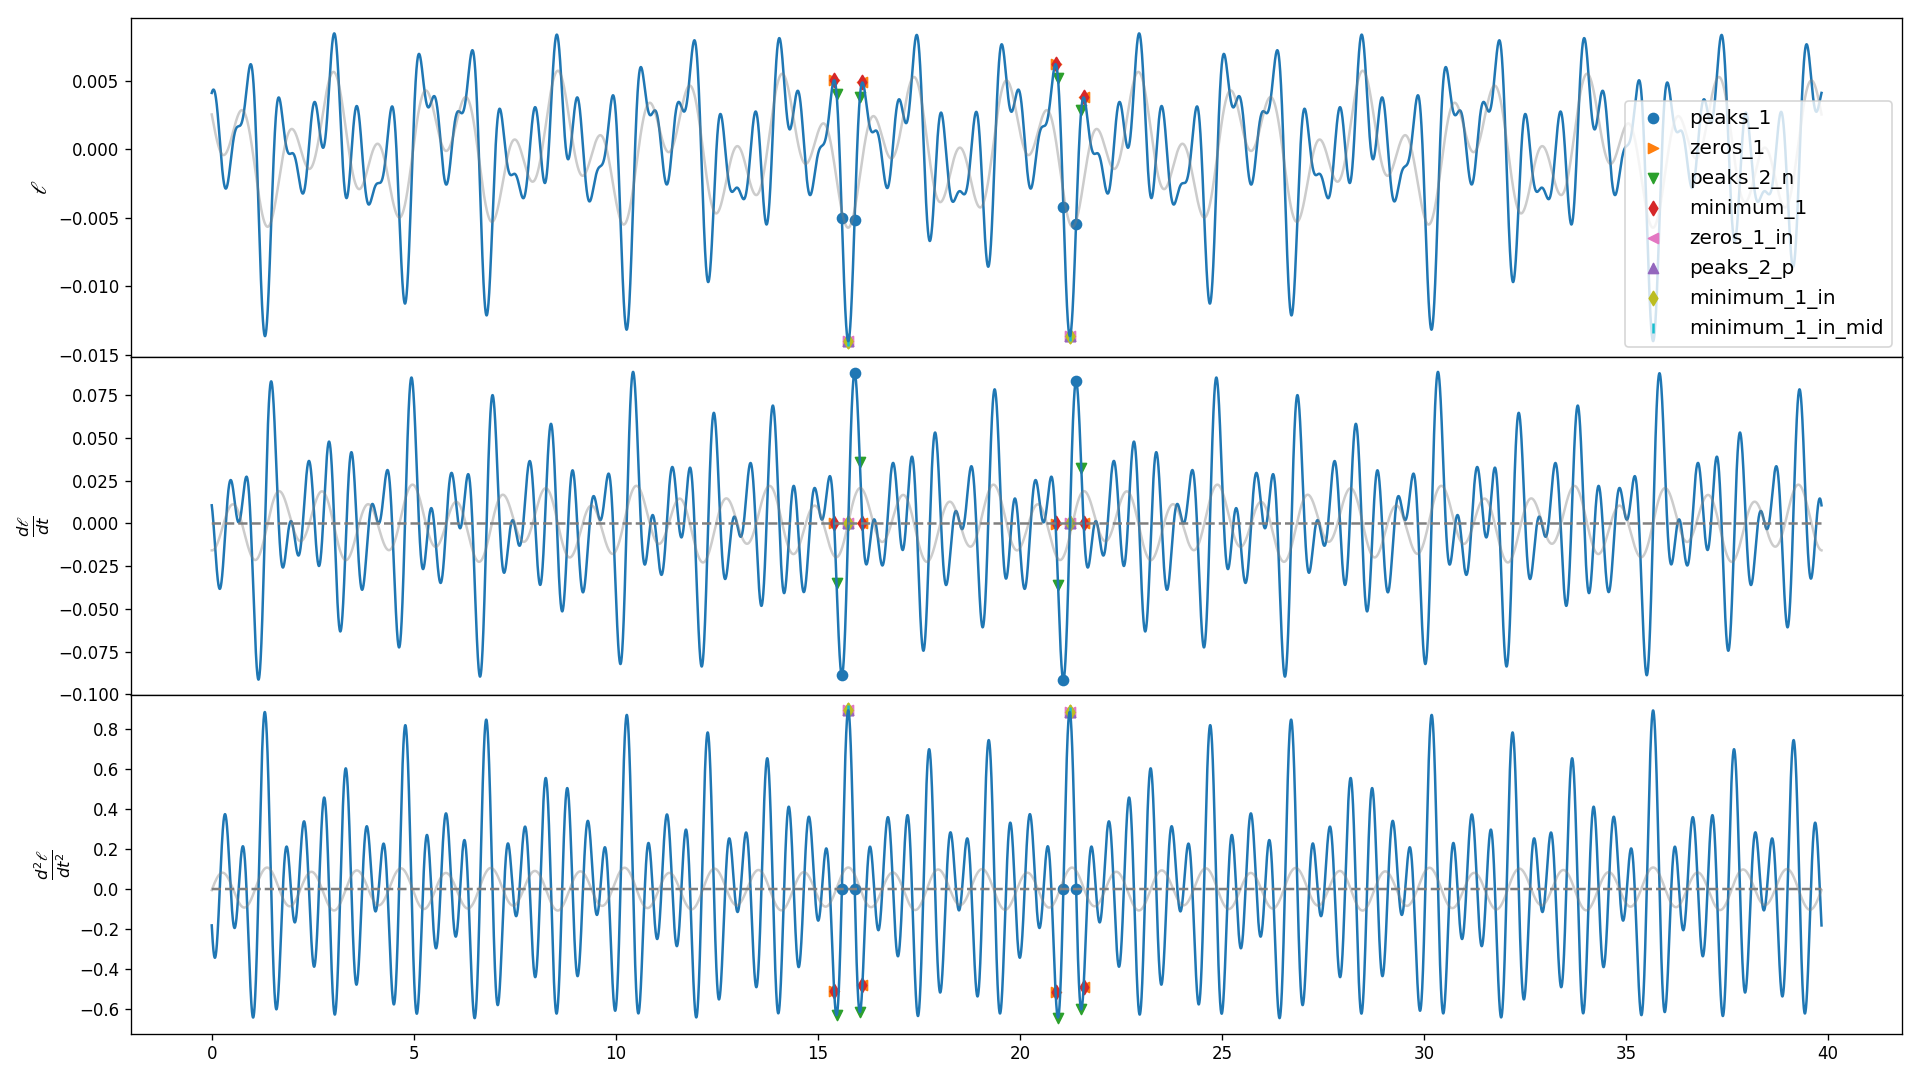 0.005
0.000
−0.005
−0.010
−0.015
ℓ
peaks_1
zeros_1
peaks_2_n
minimum_1
zeros_1_in
peaks_2_p
minimum_1_in
minimum_1_in_mid
0.075
0.050
0.025
0.000
−0.025
−0.050
−0.075
−0.100
dℓ/dt
0.8
0.6
0.4
0.2
0.0
−0.2
−0.4
−0.6
d²ℓ/dt²
0 5 10 15 20 25 30 35 40